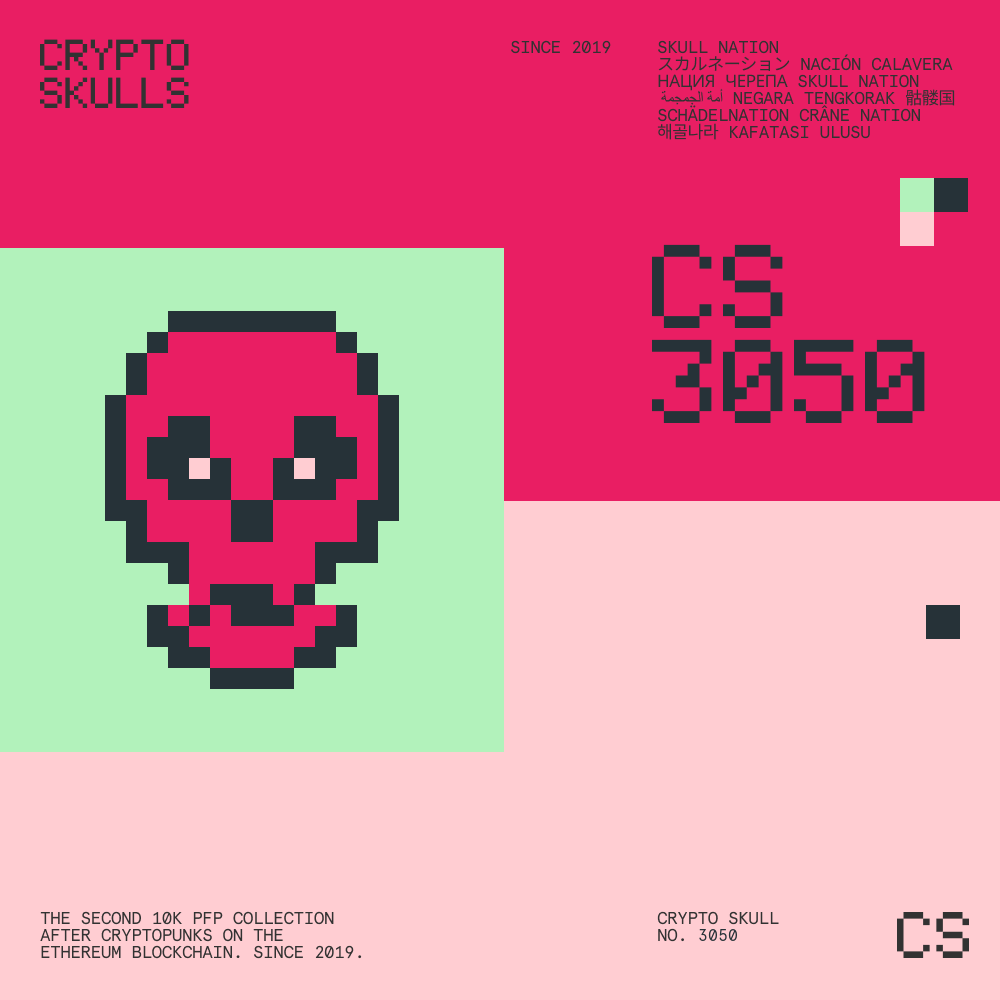 CRYPTO
SKULLS
SINCE 2019
SKULL NATION
スカルネーション NACIÓN CALAVERA
НАЦИЯ ЧЕРЕПА SKULL NATION
أمة الجمجمة NEGARA TENGKORAK 骷髅国
SCHÄDELNATION CRÂNE NATION
해골나라 KAFATASI ULUSU
CS
3050
THE SECOND 10K PFP COLLECTION
AFTER CRYPTOPUNKS ON THE
ETHEREUM BLOCKCHAIN. SINCE 2019.
CRYPTO SKULL
NO. 3050
CS